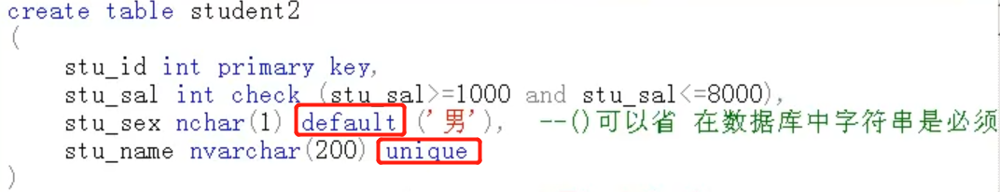 create table student2
(
stu_id int primary key,
stu_sal int check (stu_sal>=1000 and stu_sal<=8000),
stu_sex nchar(1) default ('男'), --()可以省 在数据库中字符串是必须
stu_name nvarchar(200) unique
)